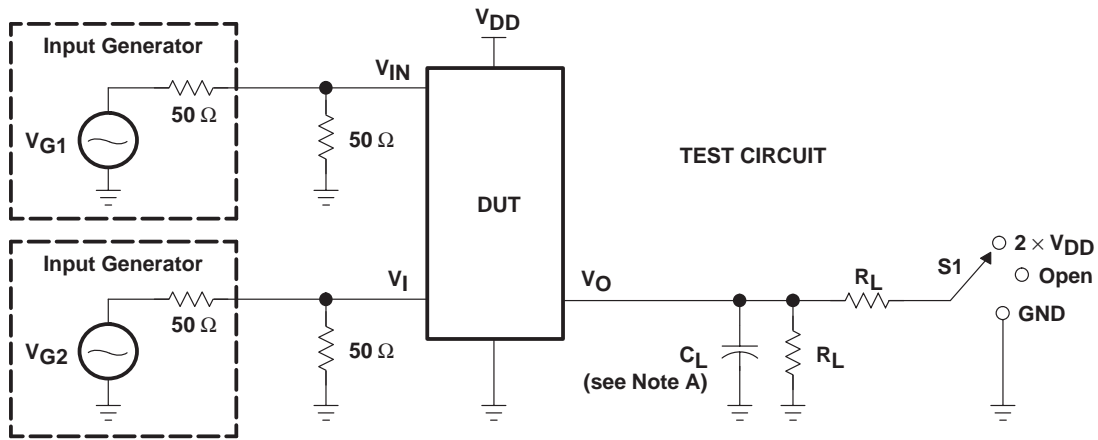 Input Generator
VG1
50 Ω
VIN
50 Ω
VDD
DUT
TEST CIRCUIT
Input Generator
VG2
50 Ω
VI
50 Ω
VO
CL
(see Note A)
RL
RL
S1
2 × VDD
Open
GND